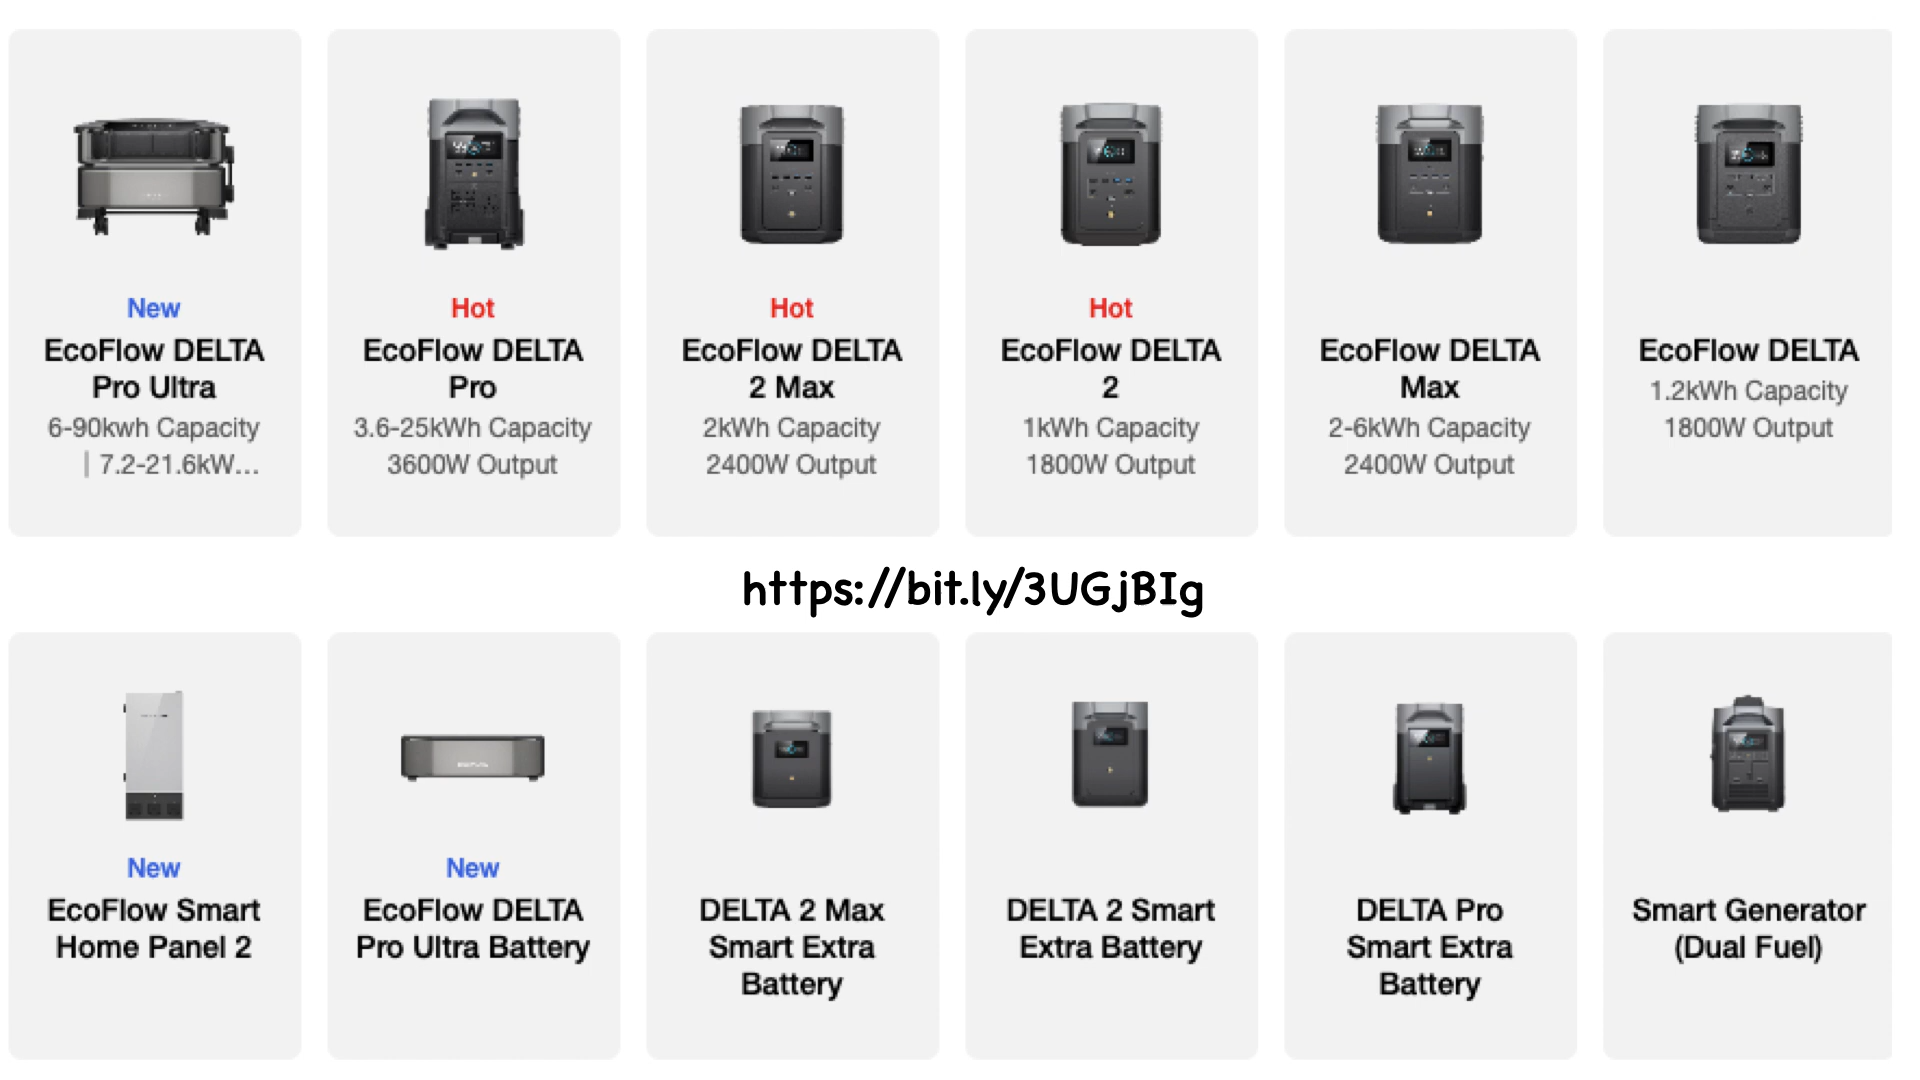 New
EcoFlow DELTA
Pro Ultra
6-90kwh Capacity
| 7.2-21.6kW...
Hot
EcoFlow DELTA
Pro
3.6-25kWh Capacity
3600W Output
Hot
EcoFlow DELTA
2 Max
2kWh Capacity
2400W Output
Hot
EcoFlow DELTA
2
1kWh Capacity
1800W Output
EcoFlow DELTA
Max
2-6kWh Capacity
2400W Output
EcoFlow DELTA
1.2kWh Capacity
1800W Output
https://bit.ly/3UGjBIg
New
EcoFlow Smart
Home Panel 2
New
EcoFlow DELTA
Pro Ultra Battery
DELTA 2 Max
Smart Extra
Battery
DELTA 2 Smart
Extra Battery
DELTA Pro
Smart Extra
Battery
Smart Generator
(Dual Fuel)